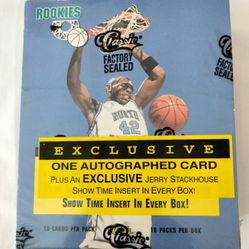 ROOKIES
Classic
FACTORY
SEALED
NORTH
42
EXCLUSIVE
ONE AUTOGRAPHED CARD
PLUS AN EXCLUSIVE JERRY STACKHOUSE
SHOW TIME INSERT IN EVERY BOX!
SHOW TIME INSERT IN EVERY BOX!
10 CARDS PER PACK
Classic
16 PACKS PER BOX